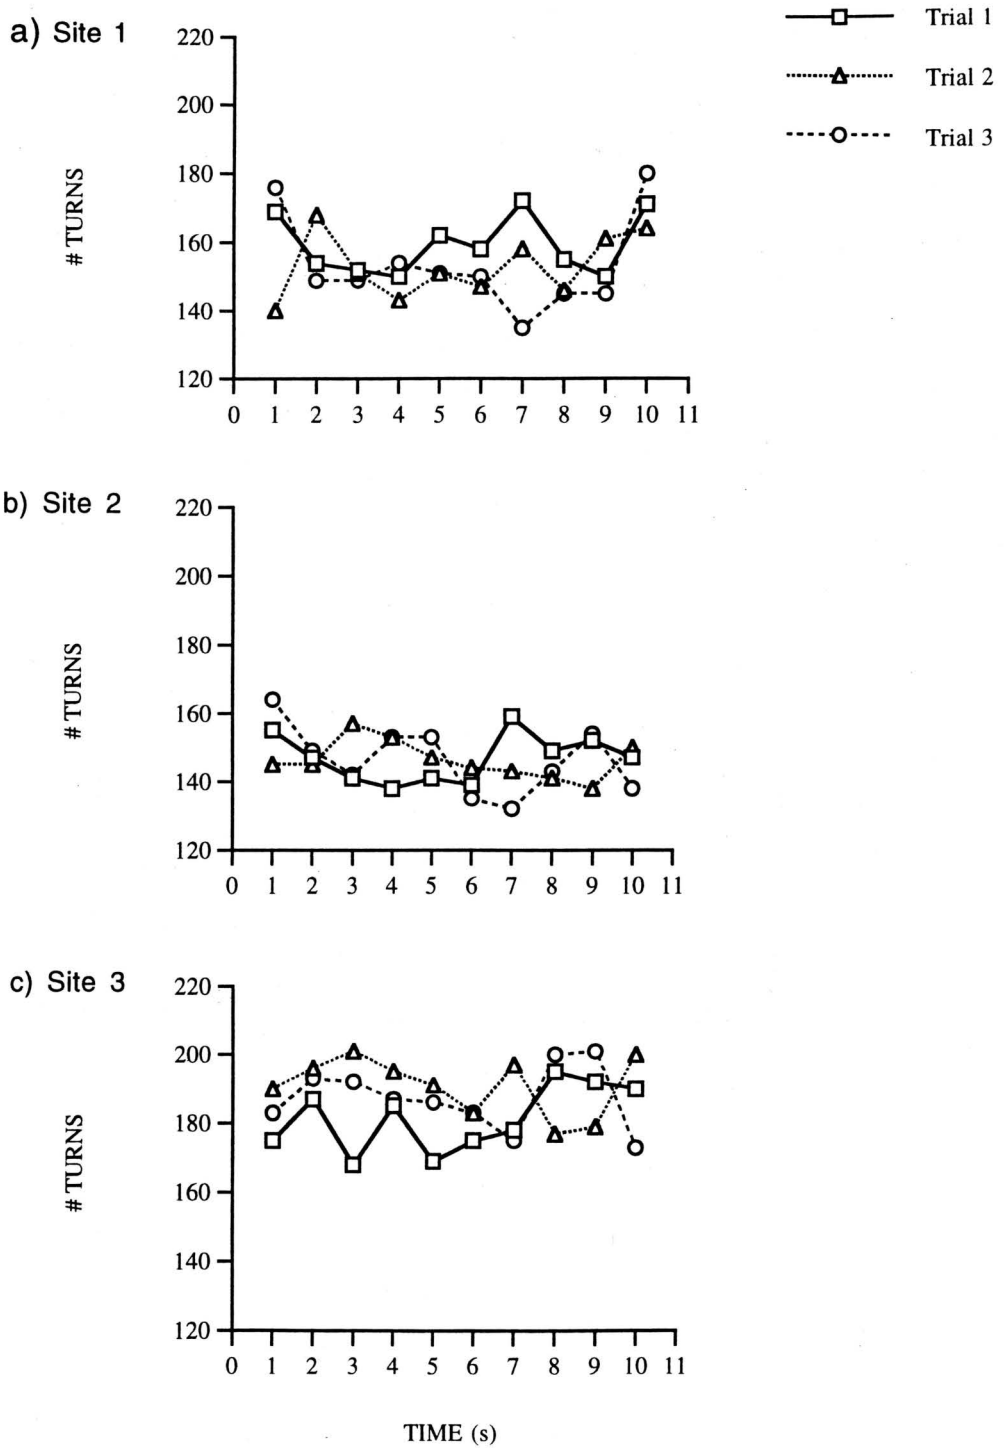 Trial 1
Trial 2
Trial 3
a) Site 1
# TURNS
220
200
180
160
140
120
0 1 2 3 4 5 6 7 8 9 10 11
b) Site 2
# TURNS
220
200
180
160
140
120
0 1 2 3 4 5 6 7 8 9 10 11
c) Site 3
# TURNS
220
200
180
160
140
120
0 1 2 3 4 5 6 7 8 9 10 11
TIME (s)